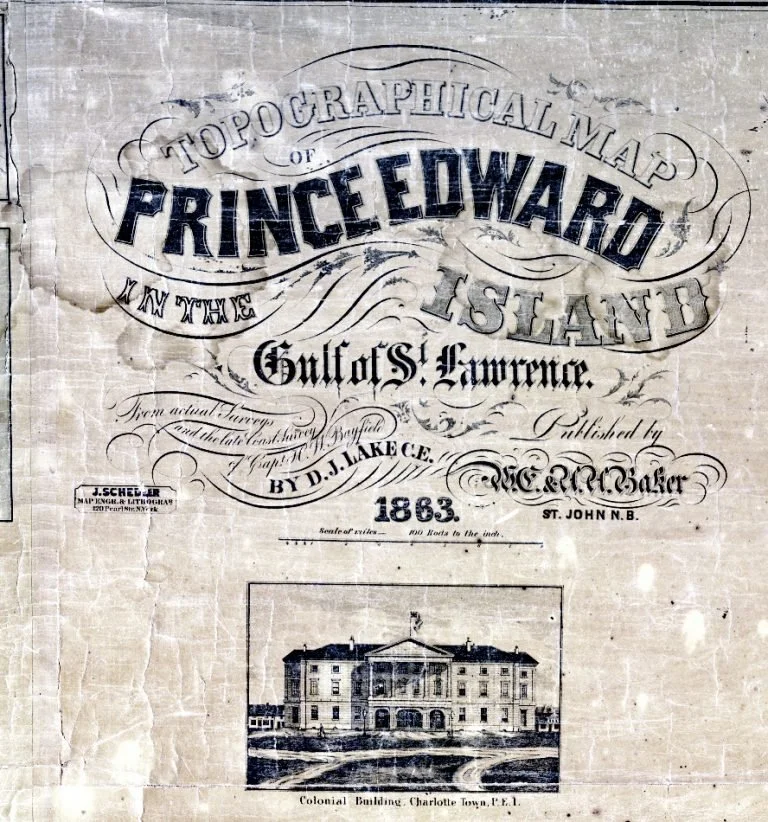 TOPOGRAPHICAL MAP
OF
PRINCE EDWARD
ISLAND
IN THE
Gulf of St. Lawrence.
From actual Surveys
and the late Coast Survey
of Capt. H. W. Bayfield
BY D. J. LAKE C.E.
Published by
W.E. & A.A. Baker
ST. JOHN N.B.
1863.
Scale of miles— 100 Rods to the inch.
J. SCHEDLER
MAP ENGR. & LITHOGRAR
120 Pearl Str. N.York
Colonial Building. Charlotte Town, P.E.I.